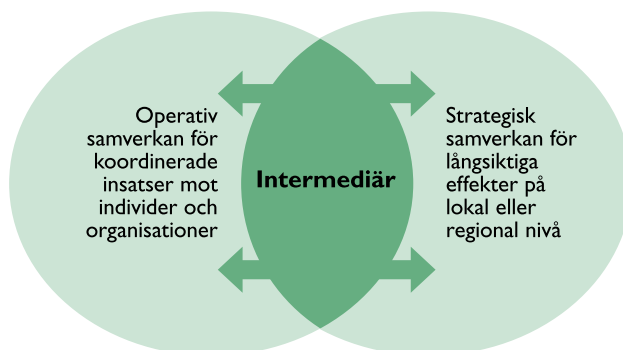 Operativ
samverkan för
koordinerade
insatser mot
individer och
organisationer
Intermediär
Strategisk
samverkan för
långsiktiga
effekter på
lokal eller
regional nivå